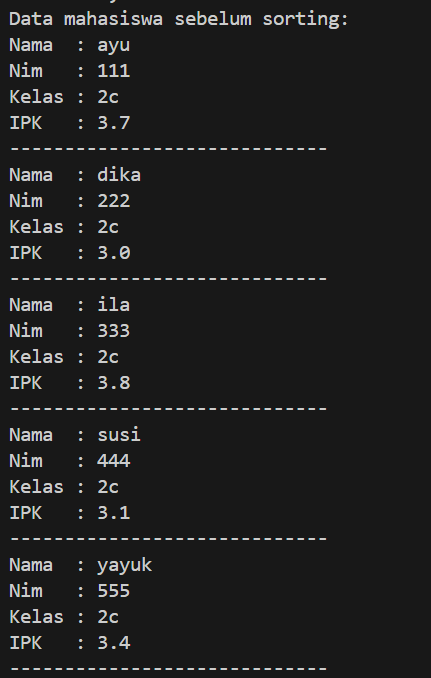 Data mahasiswa sebelum sorting:
Nama  : ayu
Nim   : 111
Kelas : 2c
IPK   : 3.7
-----------------------------
Nama  : dika
Nim   : 222
Kelas : 2c
IPK   : 3.0
-----------------------------
Nama  : ila
Nim   : 333
Kelas : 2c
IPK   : 3.8
-----------------------------
Nama  : susi
Nim   : 444
Kelas : 2c
IPK   : 3.1
-----------------------------
Nama  : yayuk
Nim   : 555
Kelas : 2c
IPK   : 3.4
-----------------------------